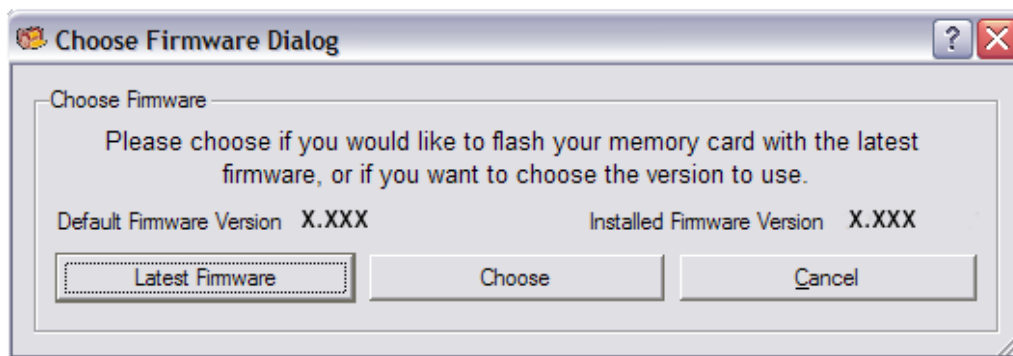 Choose Firmware Dialog
?
Choose Firmware
Please choose if you would like to flash your memory card with the latest
firmware, or if you want to choose the version to use.
Default Firmware Version X.XXX Installed Firmware Version X.XXX
Latest Firmware Choose Cancel